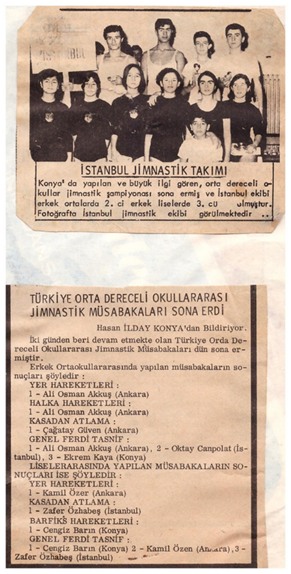 İSTANBUL
İSTANBUL JİMNASTİK TAKIMI
Konya'da yapılan ve büyük ilgi gören, orta dereceli o-
kullar jimnastik şampiyonası sona ermiş ve İstanbul ekibi
erkek ortalarda 2. ci erkek liselerde 3. cü olmuştur.
Fotoğrafta İstanbul jimnastik ekibi görülmektedir ..
TÜRKİYE ORTA DERECELİ OKULLARARASI
JİMNASTİK MÜSABAKALARI SONA ERDİ
Hasan İLDAY KONYA'dan Bildiriyor.
İki günden beri devam etmekte olan Türkiye Orda De-
receli Okullararası Jimnastik Müsabakaları dün sona er-
miştir.
Erkek Ortaokullararasında yapılan müsabakaların so-
nuçları şöyledir :
YER HAREKETLERİ :
1 - Ali Osman Akkuş (Ankara)
HALKA HAREKETLERİ :
1 - Ali Osman Akkuş (Ankara)
KASADAN ATLAMA :
1 - Çağatay Güven (Ankara)
GENEL FERDİ TASNİF :
1 - Ali Osman Akkuş (Ankara), 2 - Oktay Canpolat (İs-
tanbul), 3 - Ekrem Kaya (Konya)
LİSELERARASINDA YAPILAN MÜSABAKALARIN SO-
NUÇLARI İSE ŞÖYLEDİR :
YER HAREKETLERİ :
1 - Kamil Özer (Ankara)
KASADAN ATLAMA :
1 - Zafer Özhabeş (İstanbul)
BARFİKS HAREKETLERİ :
1 - Cengiz Barın (Konya)
GENEL FERDİ TASNİF :
1 - Cengiz Barın (Konya) 2 - Kamil Özen (Ankara), 3 -
Zafer Özhabeş (İstanbul)